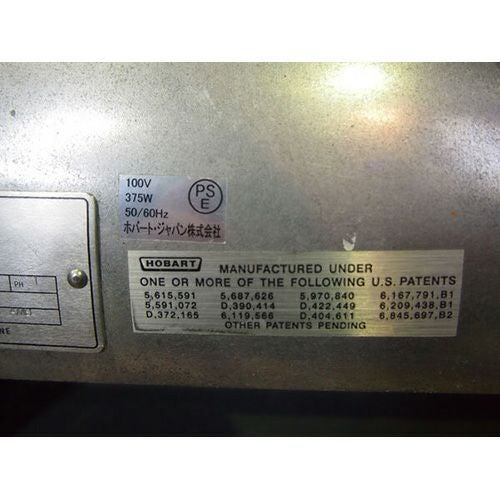 100V
375W
50/60Hz
PS
E
ホバート・ジャパン株式会社
HOBART
MANUFACTURED UNDER
ONE OR MORE OF THE FOLLOWING U.S. PATENTS
5,615,591 5,687,626 5,970,840 6,167,791,B1
5,591,072 D,390,414 D,422,449 6,209,438,B1
D,372,165 6,119,566 D,404,611 6,845,697,B2
OTHER PATENTS PENDING
PH